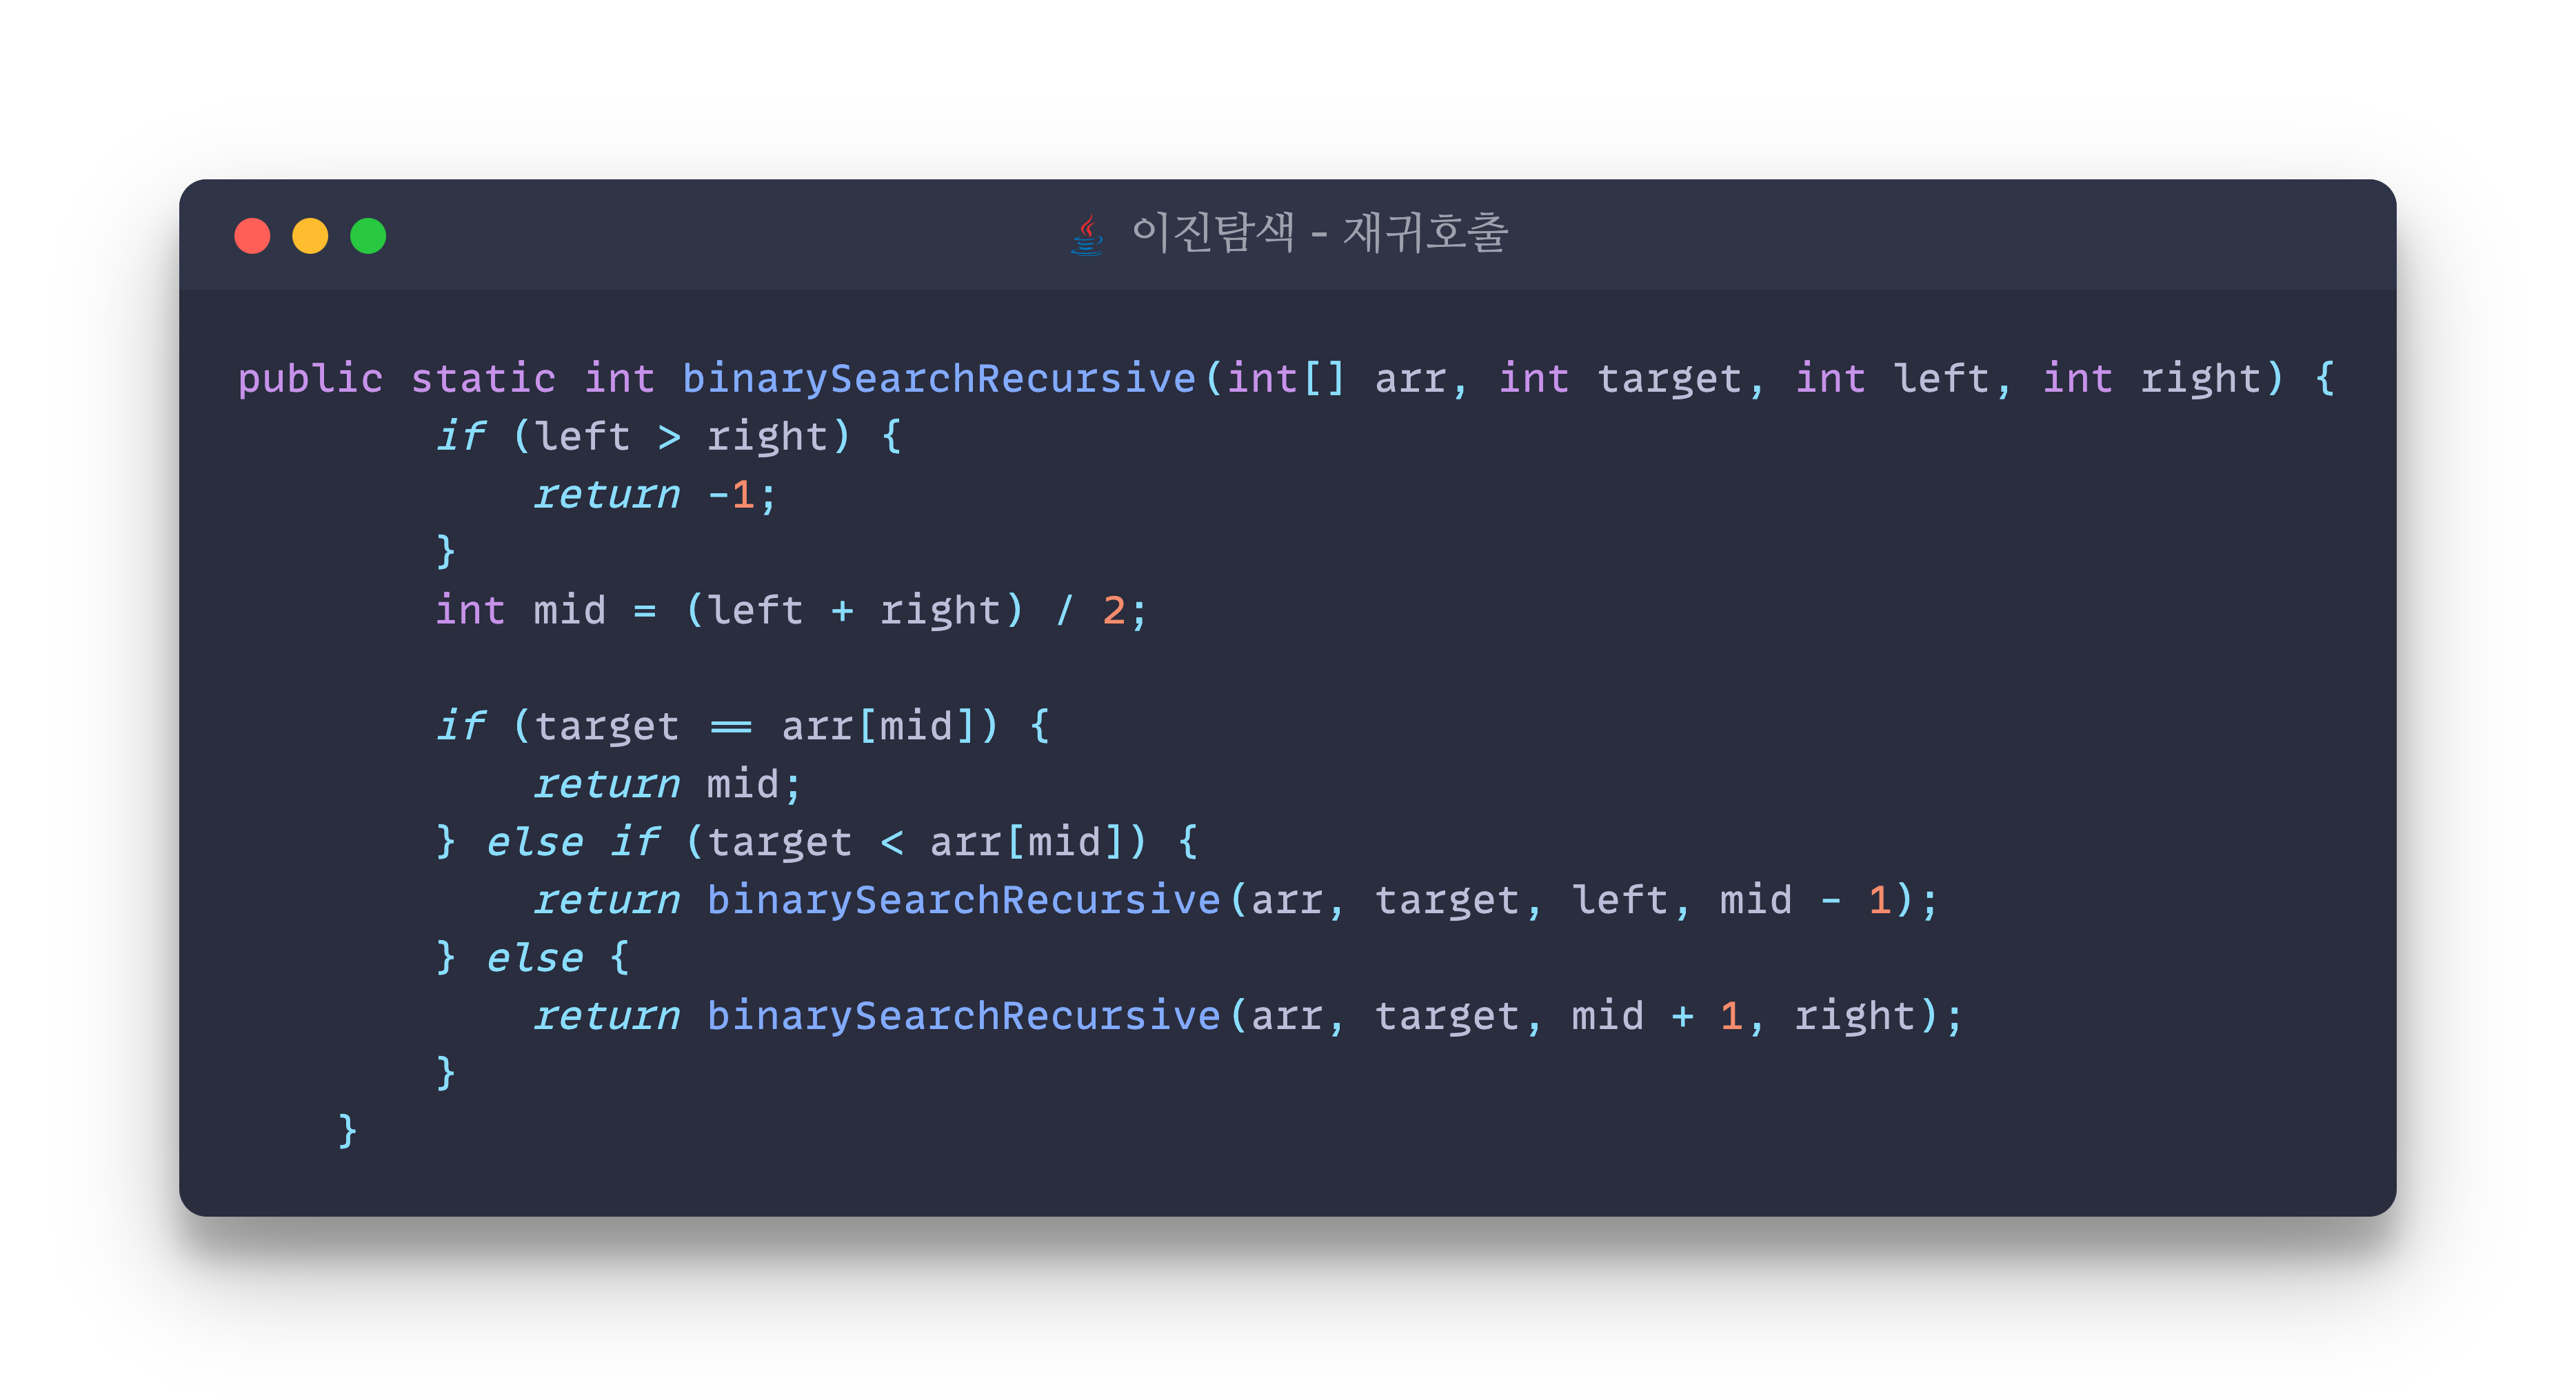 이진탐색 - 재귀호출
public static int binarySearchRecursive(int[] arr, int target, int left, int right) {
        if (left > right) {
            return -1;
        }
        int mid = (left + right) / 2;

        if (target == arr[mid]) {
            return mid;
        } else if (target < arr[mid]) {
            return binarySearchRecursive(arr, target, left, mid - 1);
        } else {
            return binarySearchRecursive(arr, target, mid + 1, right);
        }
    }